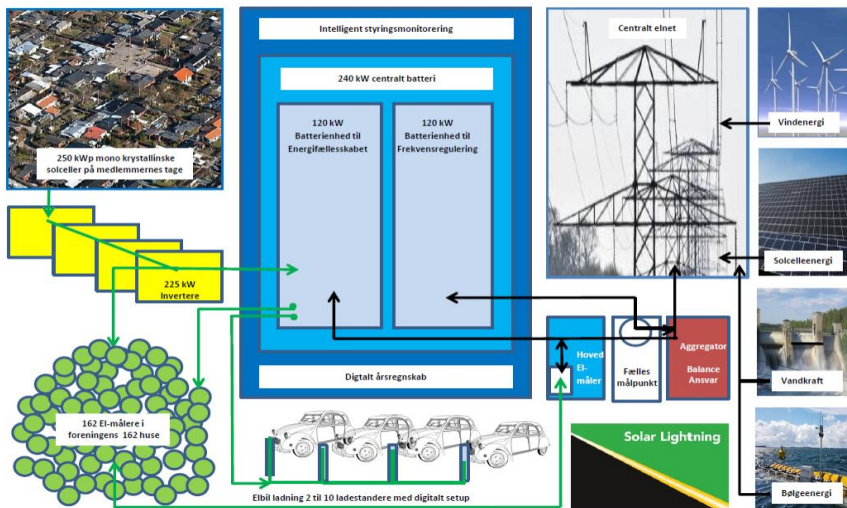 Intelligent styringsmonitorering
240 kW centralt batteri
120 kW
Batterienhed til
Energifællesskabet
120 kW
Batterienhed til
Frekvensregulering
Digtalt årsregnskab
250 kWp mono krystallinske
solceller på medlemmernes tage
225 kW
Invertere
162 El-målere i
foreningens 162 huse
Elbil ladning 2 til 10 ladestandere med digitalt setup
Centralt elnet
Vindenergi
Solcelleenergi
Vandkraft
Bølgeenergi
Hoved
El-
måler
Fælles
målpunkt
Aggregator
Balance
Ansvar
Solar Lightning